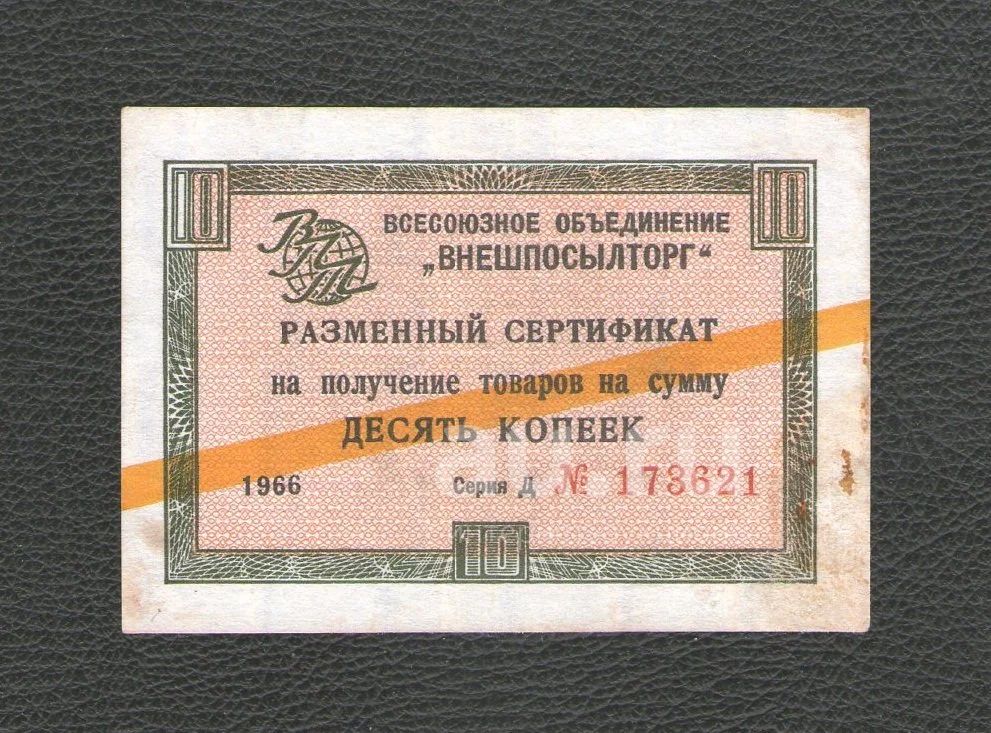 10 10
ВПТ
ВСЕСОЮЗНОЕ ОБЪЕДИНЕНИЕ
„ВНЕШПОСЫЛТОРГ“
РАЗМЕННЫЙ СЕРТИФИКАТ
на получение товаров на сумму
ДЕСЯТЬ КОПЕЕК
1966 Серия Д № 173621
10